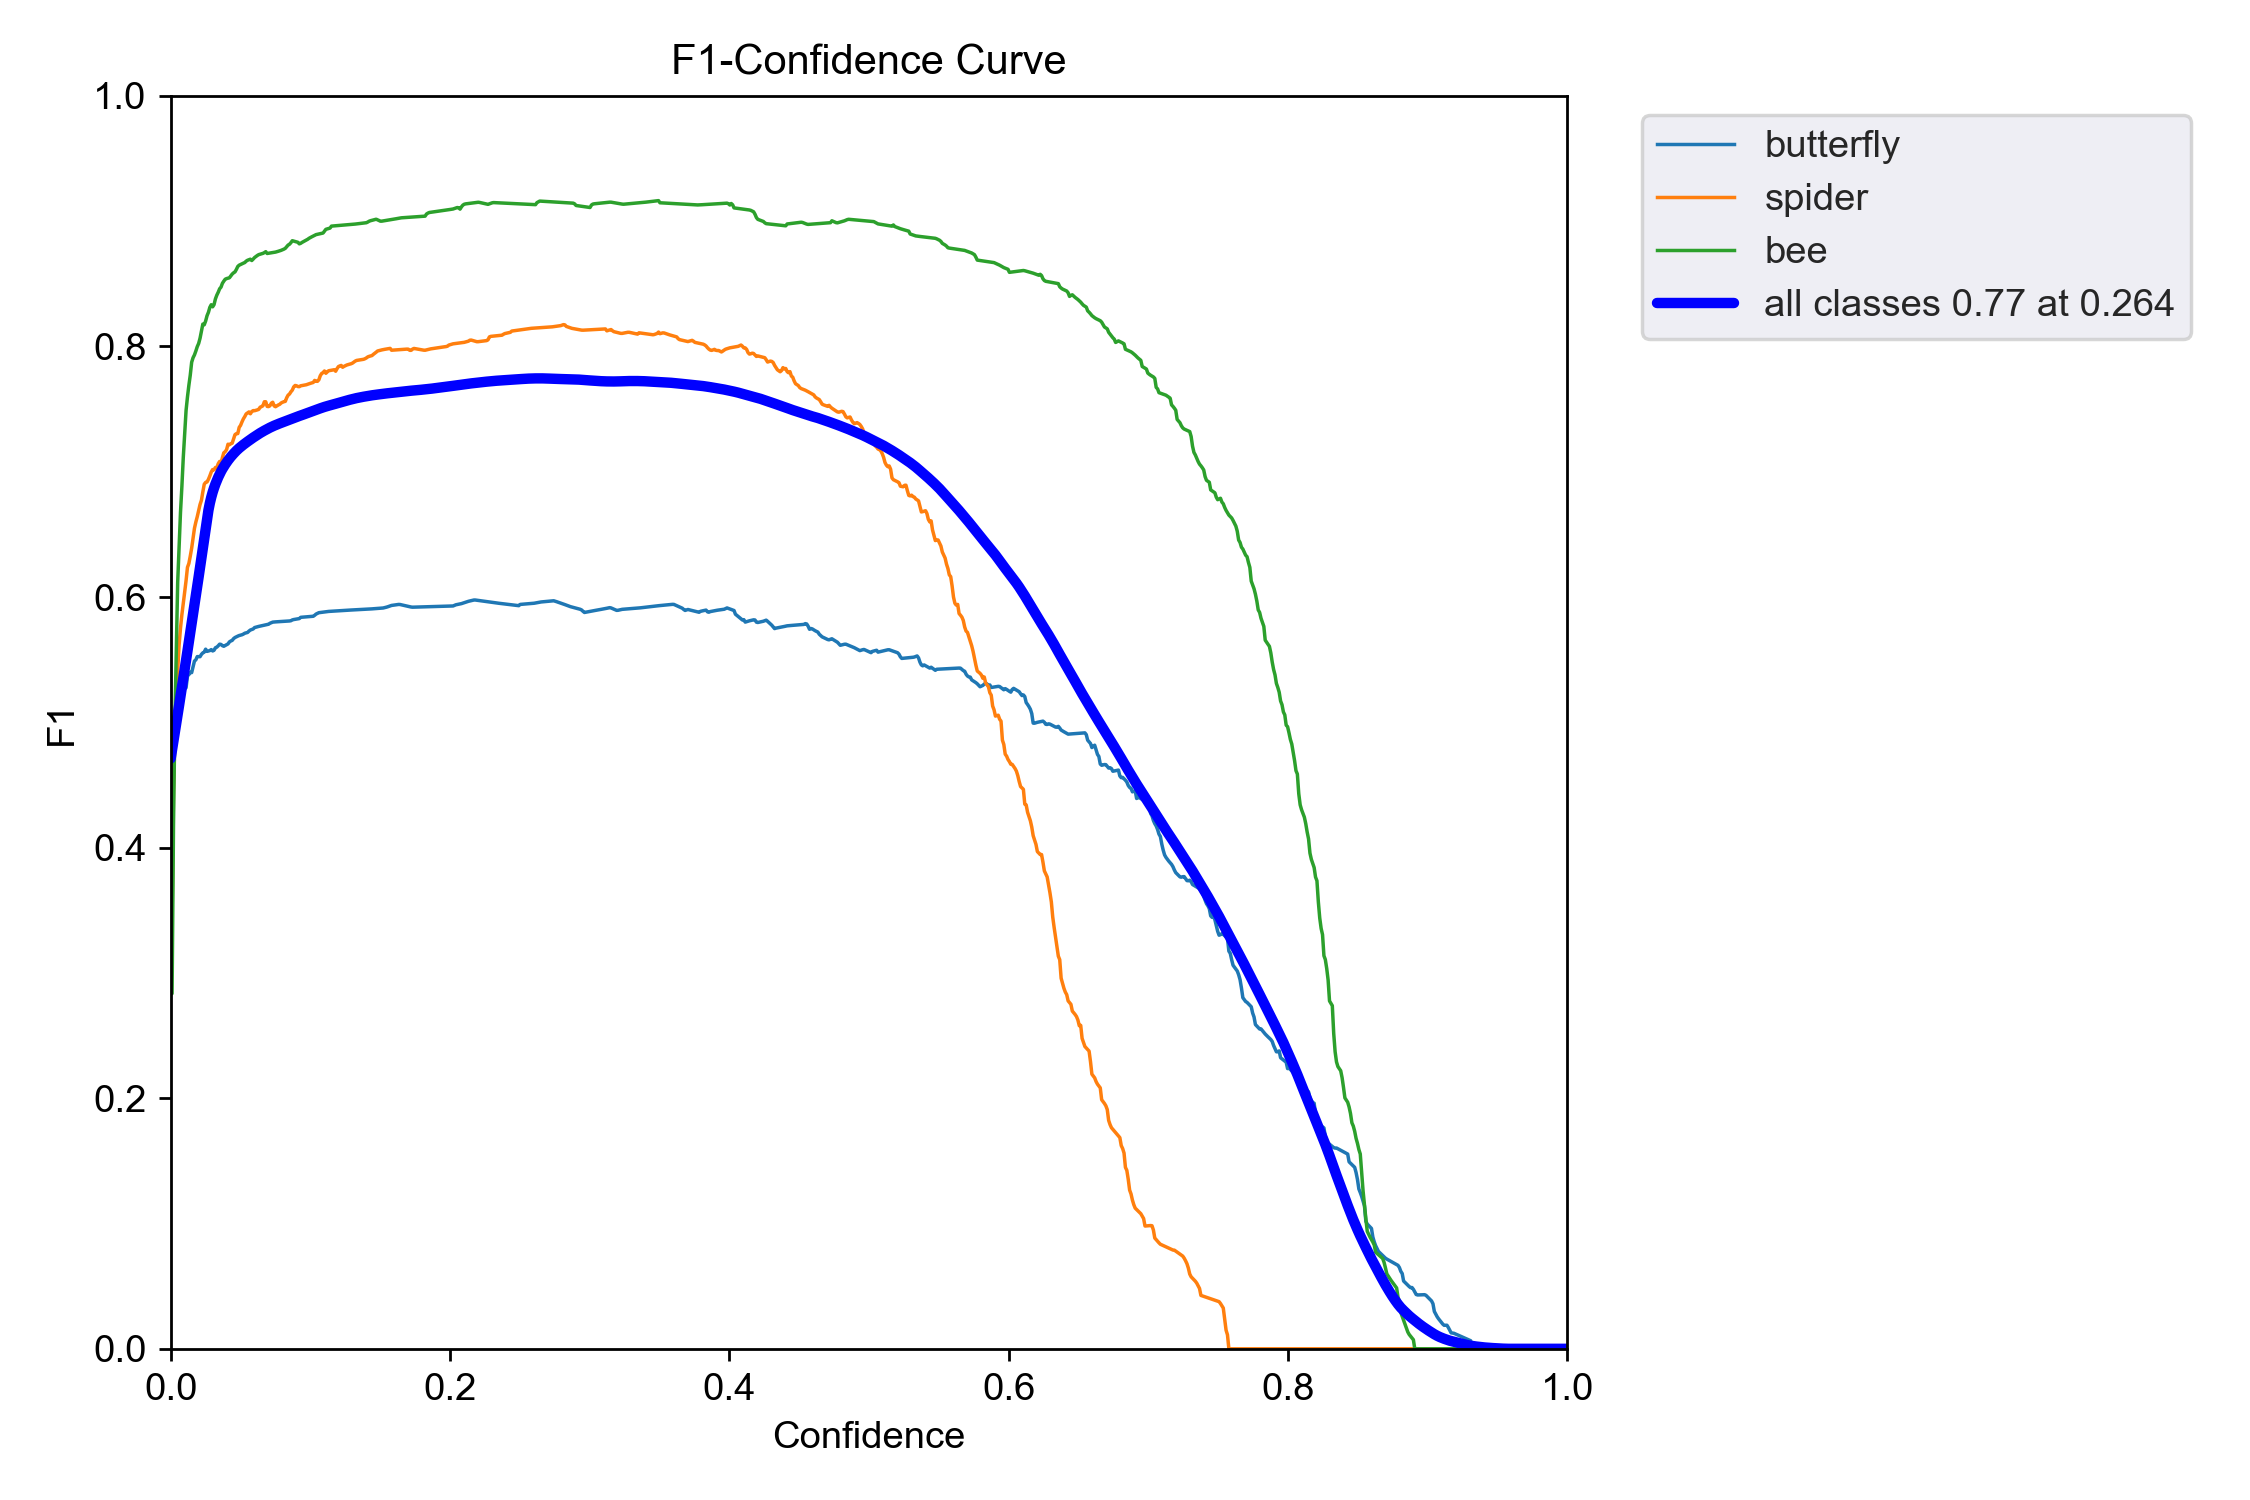 F1-Confidence Curve
1.0
0.8
0.6
0.4
0.2
0.0
F1
0.0 0.2 0.4 0.6 0.8 1.0
Confidence
butterfly
spider
bee
all classes 0.77 at 0.264